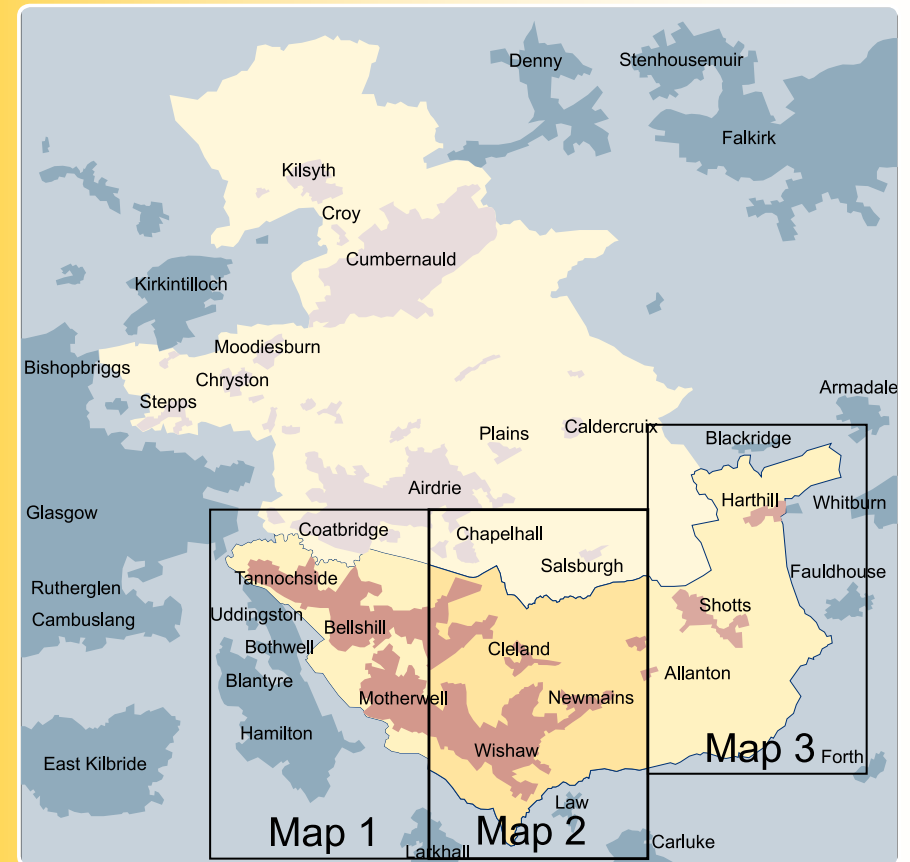 Denny
Stenhousemuir
Falkirk
Kilsyth
Croy
Cumbernauld
Kirkintilloch
Moodiesburn
Bishopbriggs
Chryston
Stepps
Armadale
Caldercruix
Plains
Blackridge
Airdrie
Harthill
Whitburn
Glasgow
Coatbridge
Chapelhall
Salsburgh
Fauldhouse
Tannochside
Rutherglen
Shotts
Uddington
Cambuslang
Bellshill
Bothwell
Cleland
Allanton
Blantyre
Motherwell
Newmains
Hamilton
Wishaw
Map 3
Forth
East Kilbride
Law
Map 1
Map 2
Carluke
Larkhall